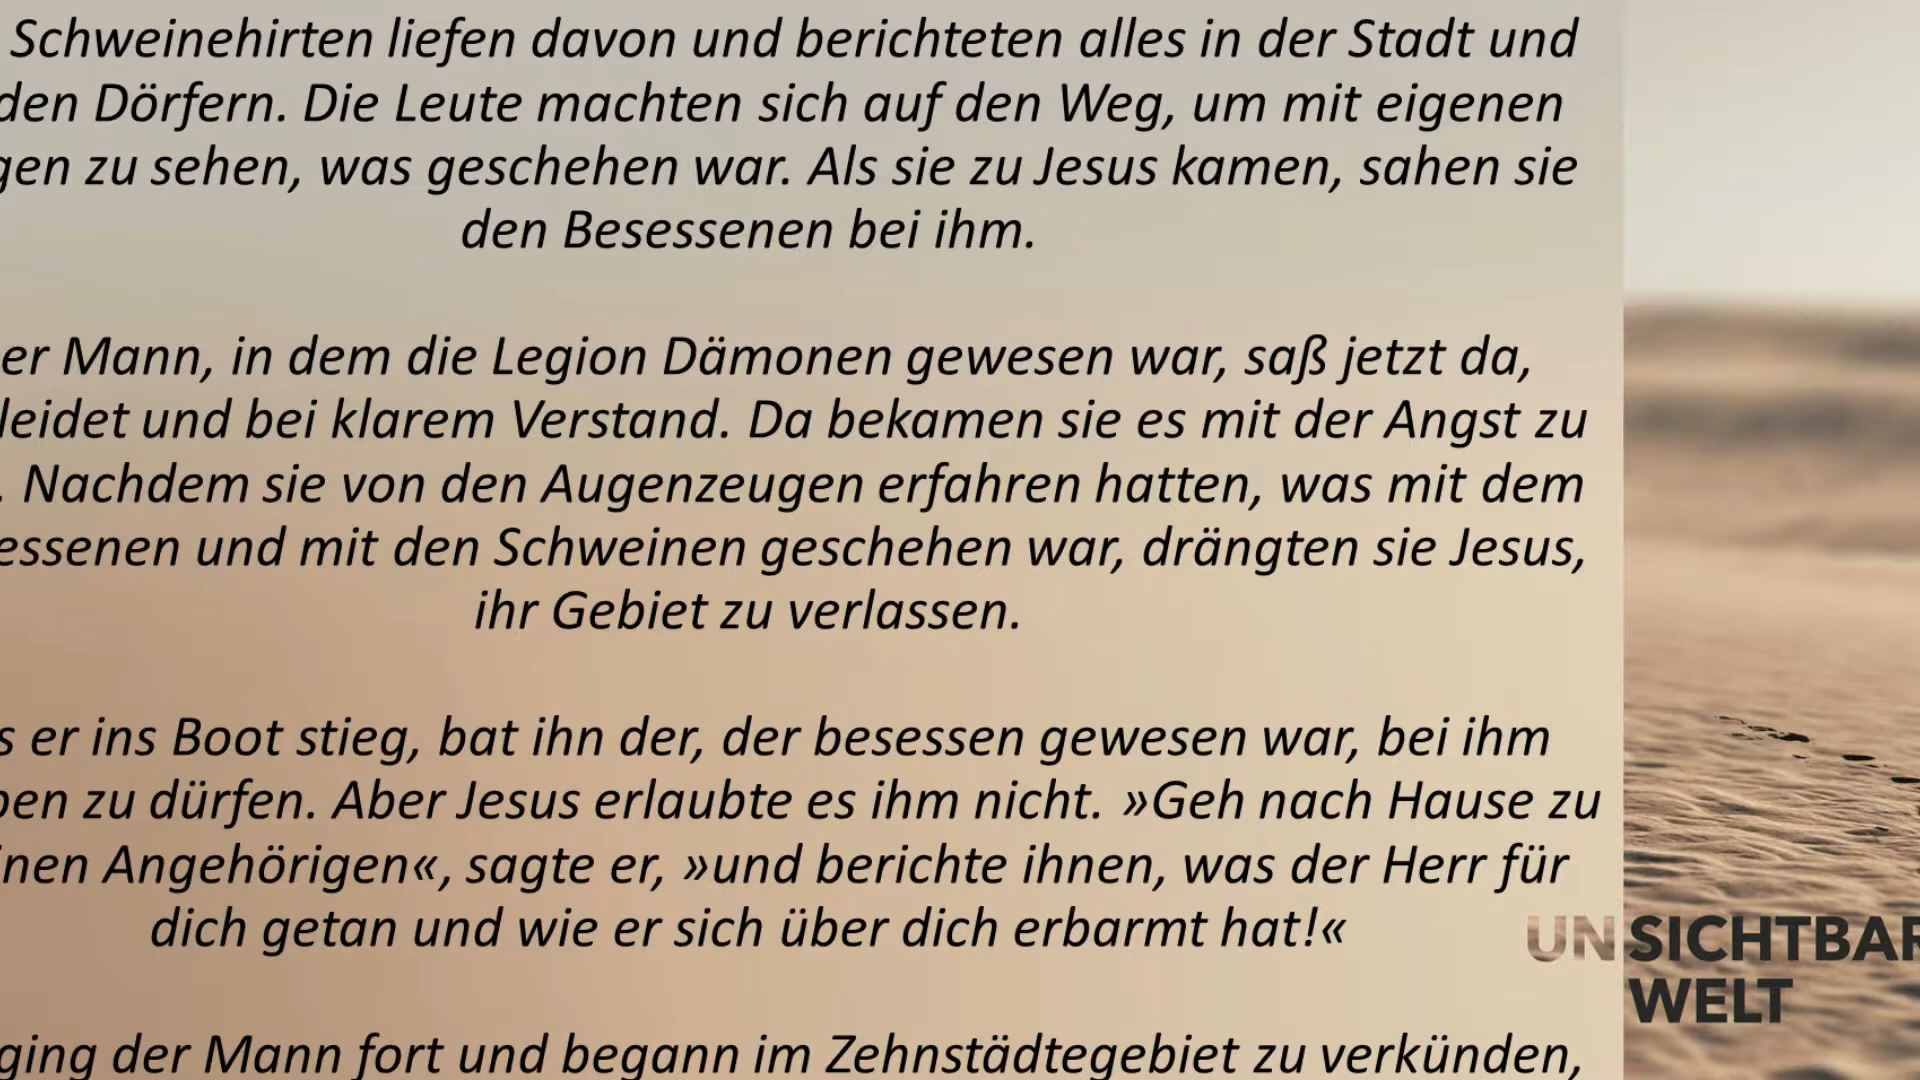 Schweinehirten liefen davon und berichteten alles in der Stadt und
den Dörfern. Die Leute machten sich auf den Weg, um mit eigenen
gen zu sehen, was geschehen war. Als sie zu Jesus kamen, sahen sie
den Besessenen bei ihm.
er Mann, in dem die Legion Dämonen gewesen war, saß jetzt da,
leidet und bei klarem Verstand. Da bekamen sie es mit der Angst zu
. Nachdem sie von den Augenzeugen erfahren hatten, was mit dem
essenen und mit den Schweinen geschehen war, drängten sie Jesus,
ihr Gebiet zu verlassen.
s er ins Boot stieg, bat ihn der, der besessen gewesen war, bei ihm
ben zu dürfen. Aber Jesus erlaubte es ihm nicht. »Geh nach Hause zu
inen Angehörigen«, sagte er, »und berichte ihnen, was der Herr für
dich getan und wie er sich über dich erbarmt hat!«
ging der Mann fort und begann im Zehnstädtegebiet zu verkünden,
UNSICHTBAR
WELT